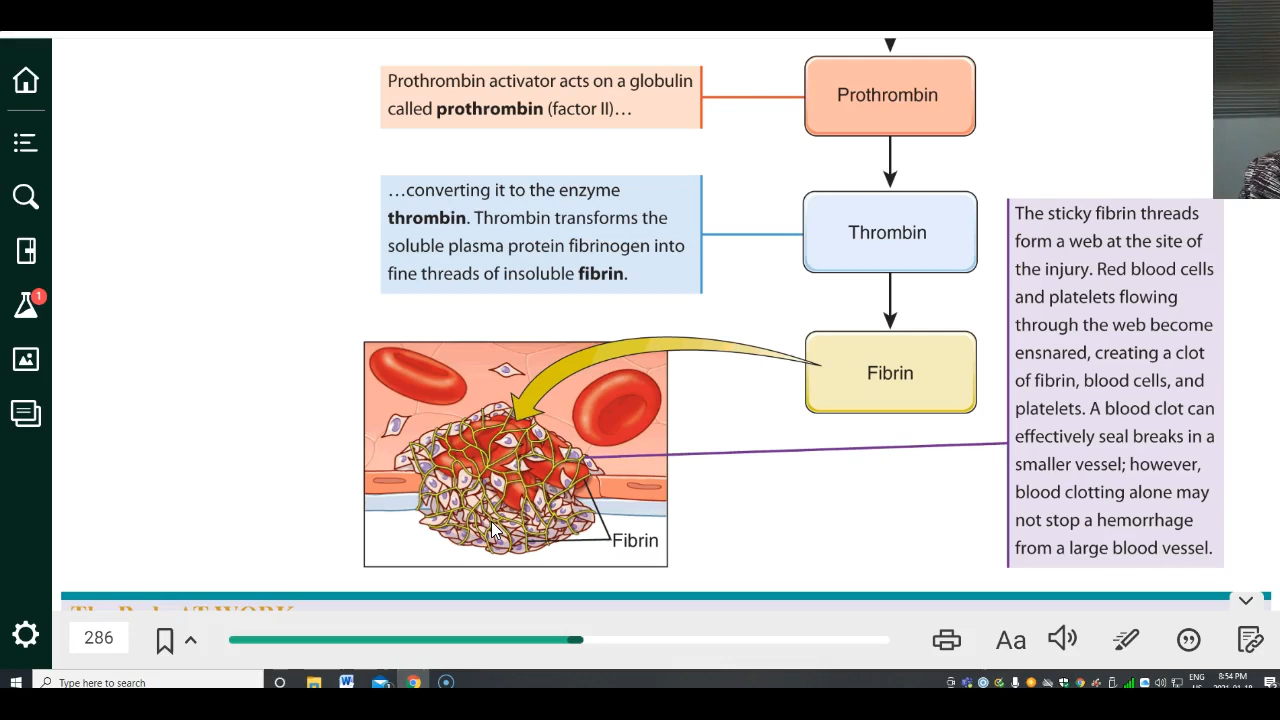 Prothrombin activator acts on a globulin
called prothrombin (factor II)…
Prothrombin
…converting it to the enzyme
thrombin. Thrombin transforms the
soluble plasma protein fibrinogen into
fine threads of insoluble fibrin.
Thrombin
The sticky fibrin threads
form a web at the site of
the injury. Red blood cells
and platelets flowing
through the web become
ensnared, creating a clot
of fibrin, blood cells, and
platelets. A blood clot can
effectively seal breaks in a
smaller vessel; however,
blood clotting alone may
not stop a hemorrhage
from a large blood vessel.
Fibrin
Fibrin
1
286
Aa
Type here to search
ENG
8:54 PM